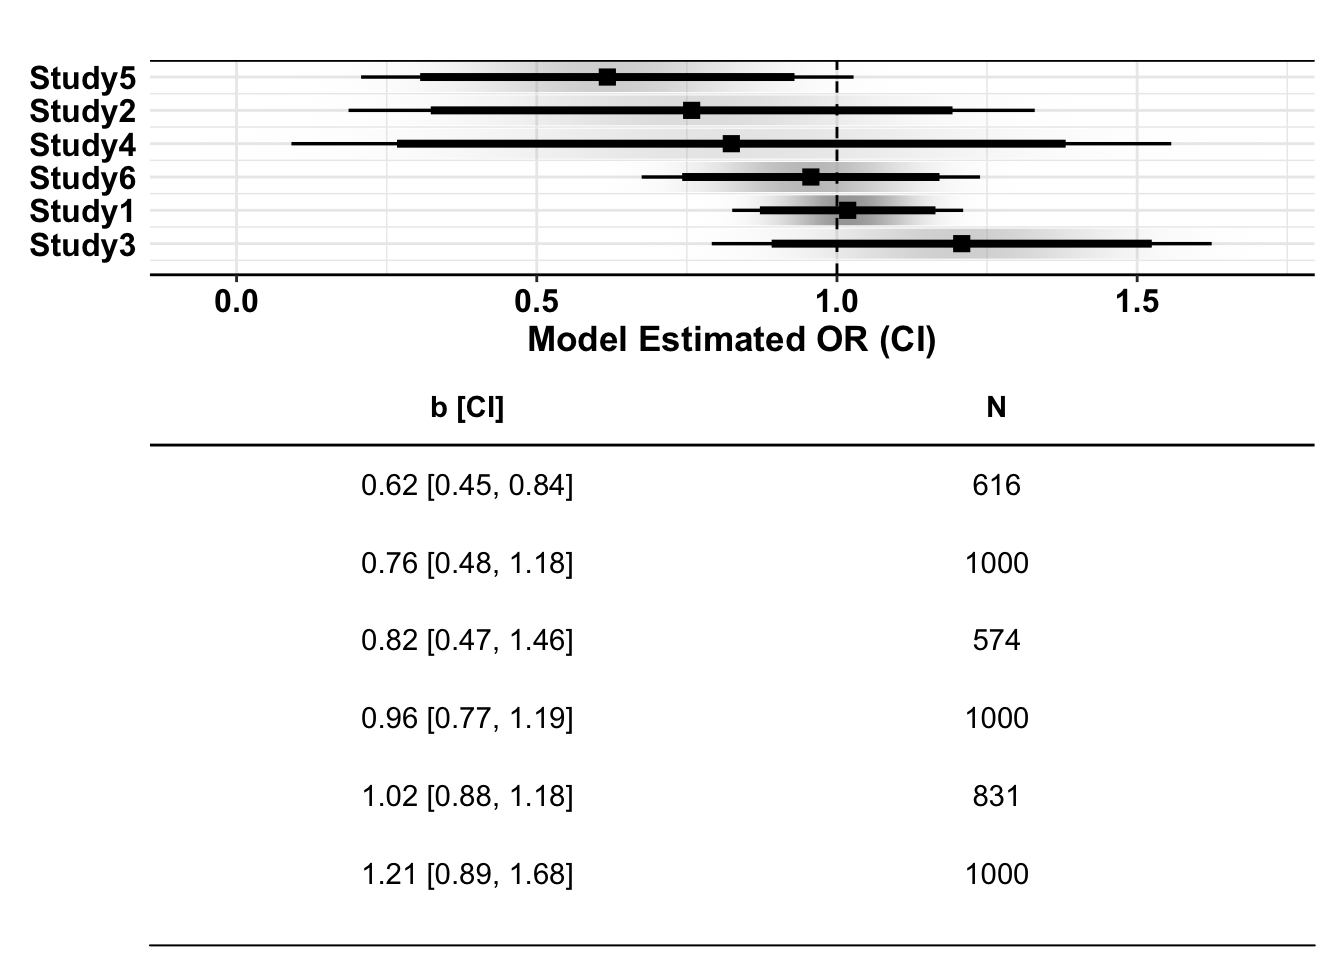 Study5
Study2
Study4
Study6
Study1
Study3
0.0 0.5 1.0 1.5
Model Estimated OR (CI)
b [CI] N
0.62 [0.45, 0.84] 616
0.76 [0.48, 1.18] 1000
0.82 [0.47, 1.46] 574
0.96 [0.77, 1.19] 1000
1.02 [0.88, 1.18] 831
1.21 [0.89, 1.68] 1000